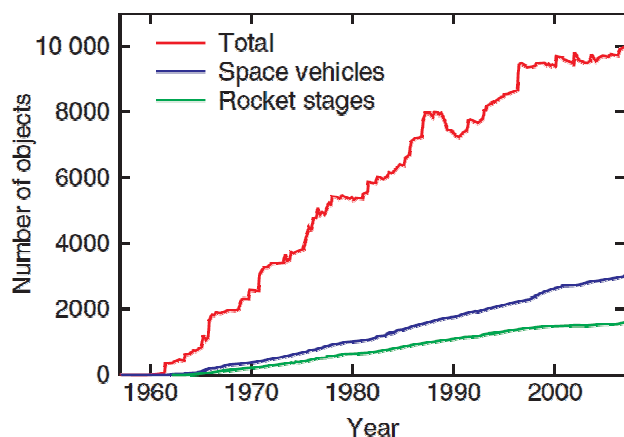 10 000
8000
6000
4000
2000
0
Number of objects
Total
Space vehicles
Rocket stages
1960 1970 1980 1990 2000
Year